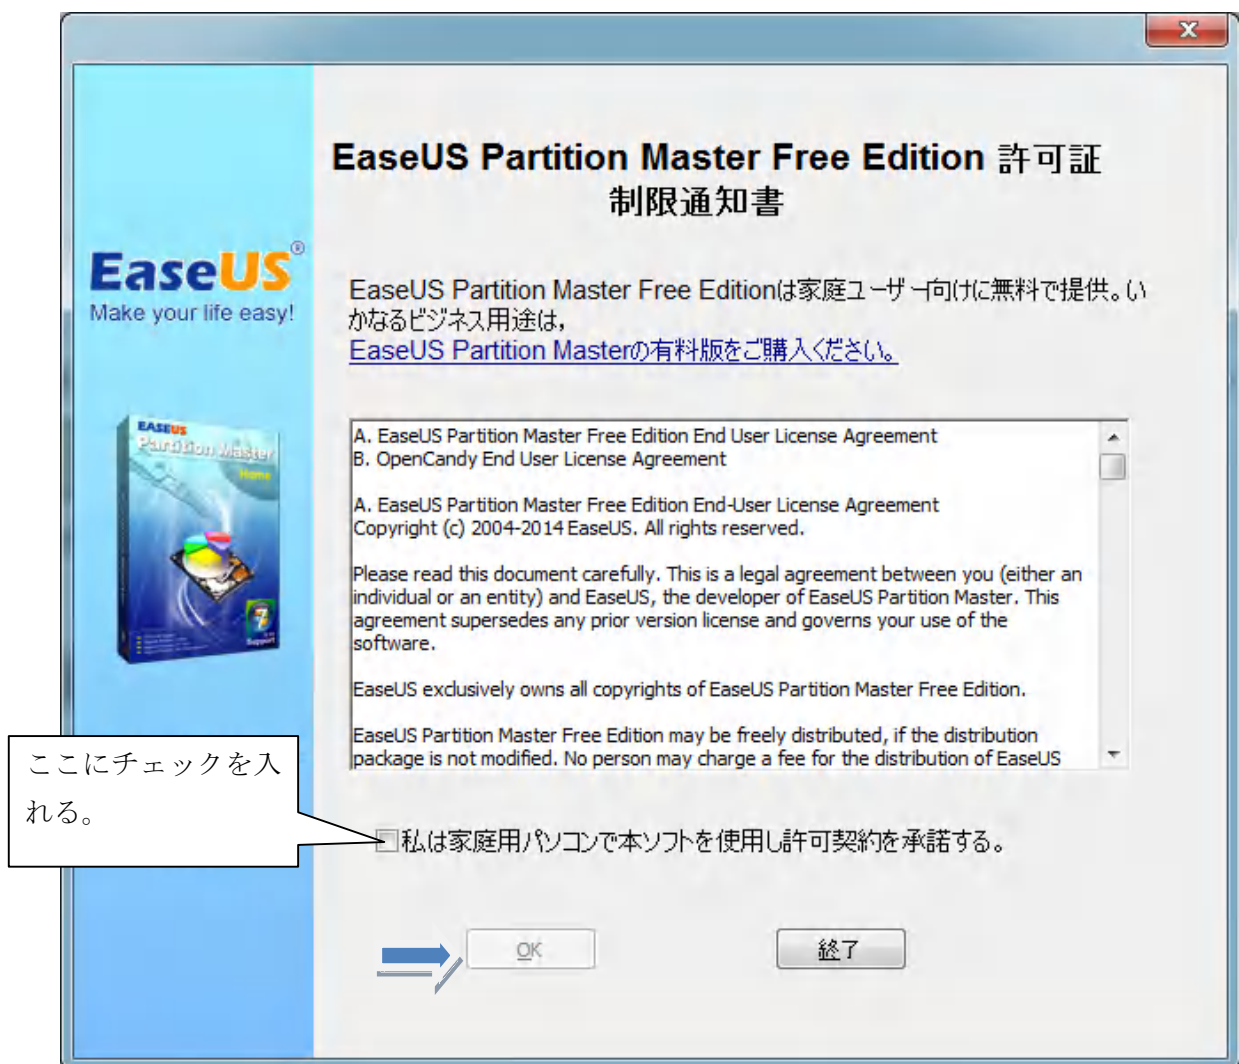 EaseUS Partition Master Free Edition 許可証
制限通知書
EaseUS®
Make your life easy!
EaseUS Partition Master Free Editionは家庭ユーザー向けに無料で提供。い
かなるビジネス用途は,
EaseUS Partition Masterの有料版をご購入ください。
EASEUS
Partition Master
Home
7
Support
A. EaseUS Partition Master Free Edition End User License Agreement
B. OpenCandy End User License Agreement
A. EaseUS Partition Master Free Edition End-User License Agreement
Copyright (c) 2004-2014 EaseUS. All rights reserved.
Please read this document carefully. This is a legal agreement between you (either an
individual or an entity) and EaseUS, the developer of EaseUS Partition Master. This
agreement supersedes any prior version license and governs your use of the
software.
EaseUS exclusively owns all copyrights of EaseUS Partition Master Free Edition.
EaseUS Partition Master Free Edition may be freely distributed, if the distribution
package is not modified. No person may charge a fee for the distribution of EaseUS
ここにチェックを入
れる。
私は家庭用パソコンで本ソフトを使用し許可契約を承諾する。
OK
終了